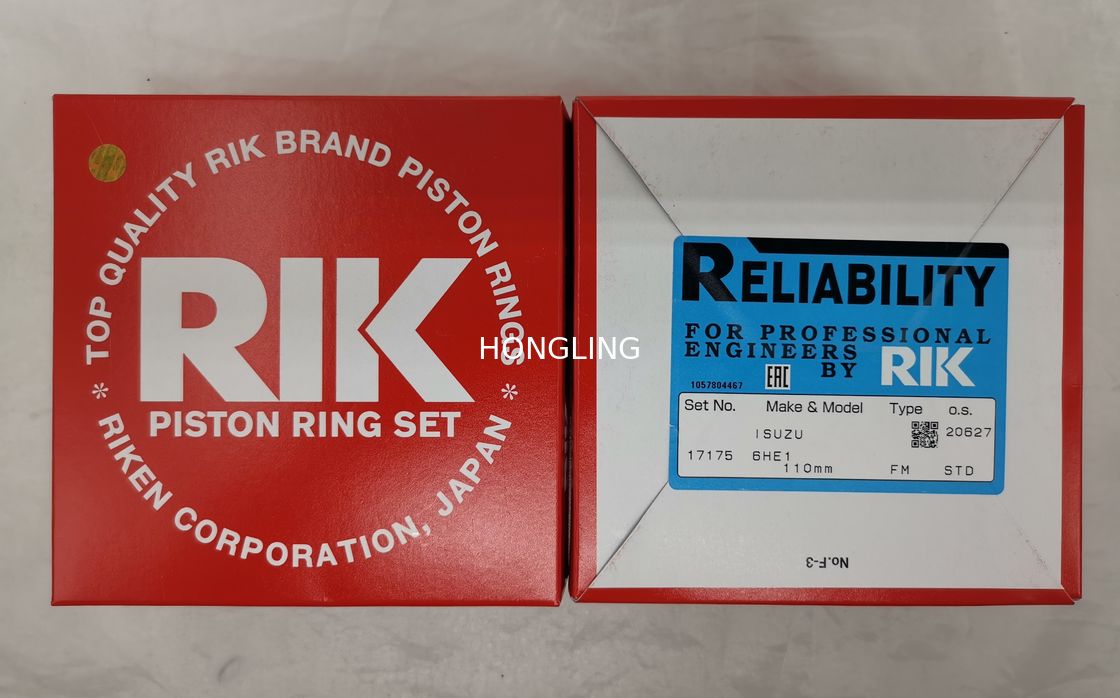 TOP QUALITY RIK BRAND PISTON RINGS
RIK
PISTON RING SET
* RIKEN CORPORATION, JAPAN *
HONGLING
RELIABILITY
FOR PROFESSIONAL
ENGINEERS
BY RIK
1057804467 EAC
Set No. Make & Model Type o.s.
ISUZU 20627
17175 6HE1
110mm FM STD
No.F-3